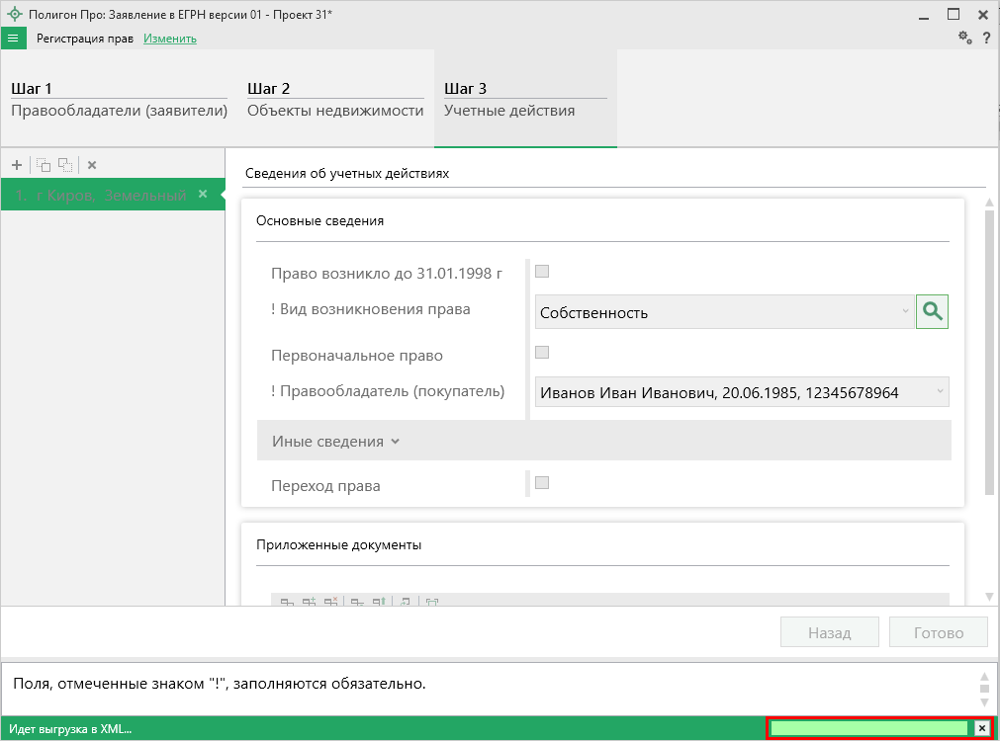 Полигон Про: Заявление в ЕГРН версии 01 - Проект 31*
Регистрация прав Изменить
?
Шаг 1
Правообладатели (заявители)
Шаг 2
Объекты недвижимости
Шаг 3
Учетные действия
1. г Киров, Земельный
Сведения об учетных действиях
Основные сведения
Право возникло до 31.01.1998 г
! Вид возникновения права
Собственность
Первоначальное право
! Правообладатель (покупатель)
Иванов Иван Иванович, 20.06.1985, 12345678964
Иные сведения
Переход права
Приложенные документы
Назад
Готово
Поля, отмеченные знаком "!", заполняются обязательно.
Идет выгрузка в XML...